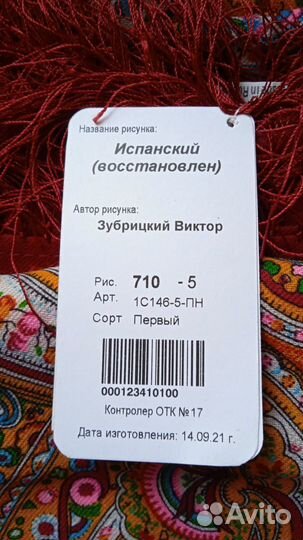 Название рисунка:
Испанский
(восстановлен)
Автор рисунка:
Зубрицкий Виктор
Рис. 710 - 5
Арт. 1С146-5-ПН
Сорт Первый
000123410100
Контролер ОТК № 17
Дата изготовления: 14.09.21 г.
Avito